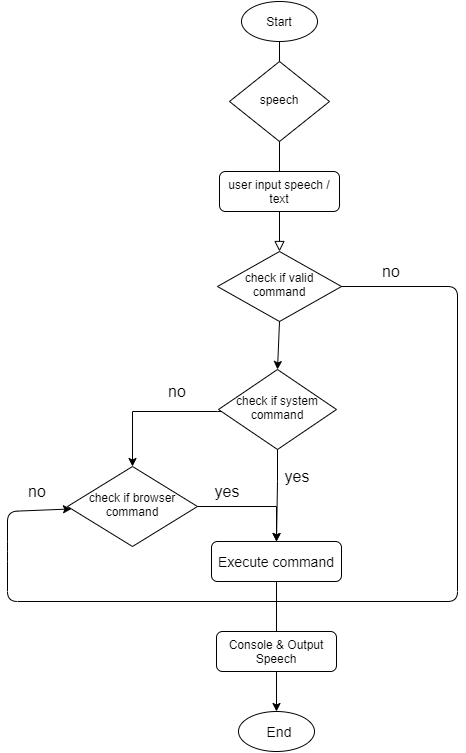 Start
speech
user input speech /
text
check if valid
command
no
check if system
command
no
yes
check if browser
command
no
yes
Execute command
Console & Output
Speech
End